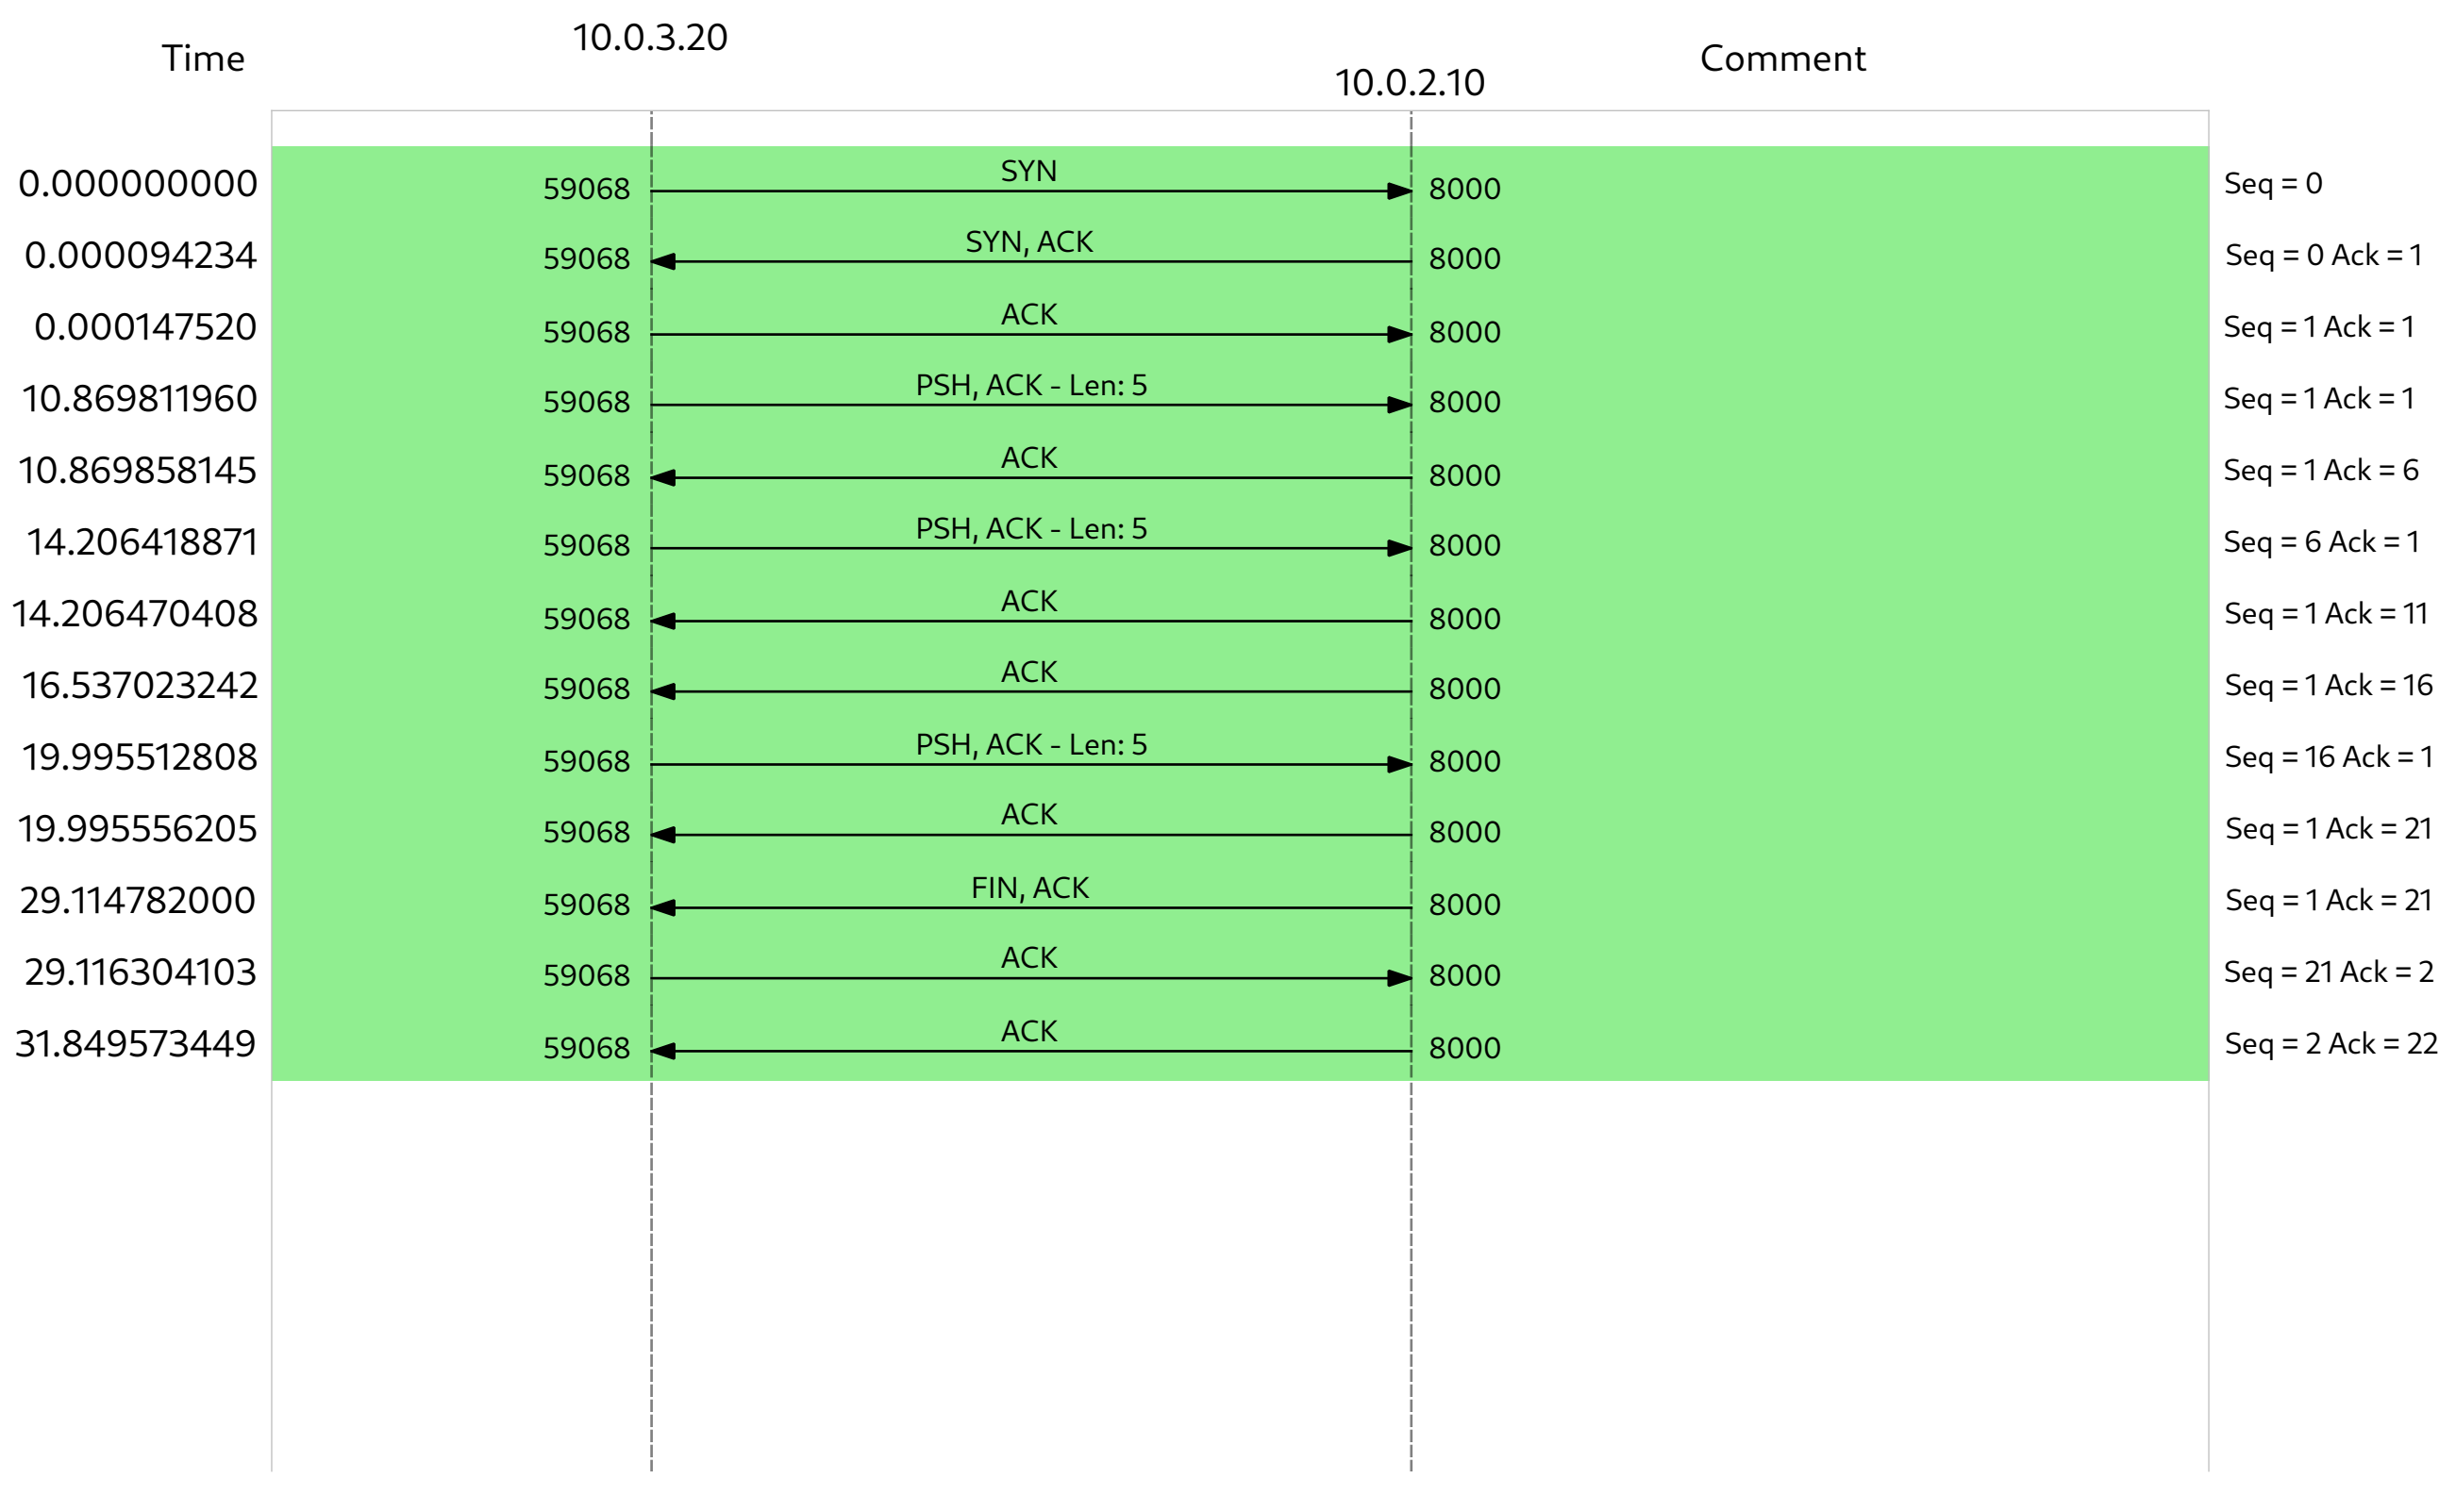 Time 10.0.3.20 10.0.2.10 Comment
0.000000000 59068 SYN 8000 Seq = 0
0.000094234 59068 SYN, ACK 8000 Seq = 0 Ack = 1
0.000147520 59068 ACK 8000 Seq = 1 Ack = 1
10.869811960 59068 PSH, ACK - Len: 5 8000 Seq = 1 Ack = 1
10.869858145 59068 ACK 8000 Seq = 1 Ack = 6
14.206418871 59068 PSH, ACK - Len: 5 8000 Seq = 6 Ack = 1
14.206470408 59068 ACK 8000 Seq = 1 Ack = 11
16.537023242 59068 ACK 8000 Seq = 1 Ack = 16
19.995512808 59068 PSH, ACK - Len: 5 8000 Seq = 16 Ack = 1
19.995556205 59068 ACK 8000 Seq = 1 Ack = 21
29.114782000 59068 FIN, ACK 8000 Seq = 1 Ack = 21
29.116304103 59068 ACK 8000 Seq = 21 Ack = 2
31.849573449 59068 ACK 8000 Seq = 2 Ack = 22